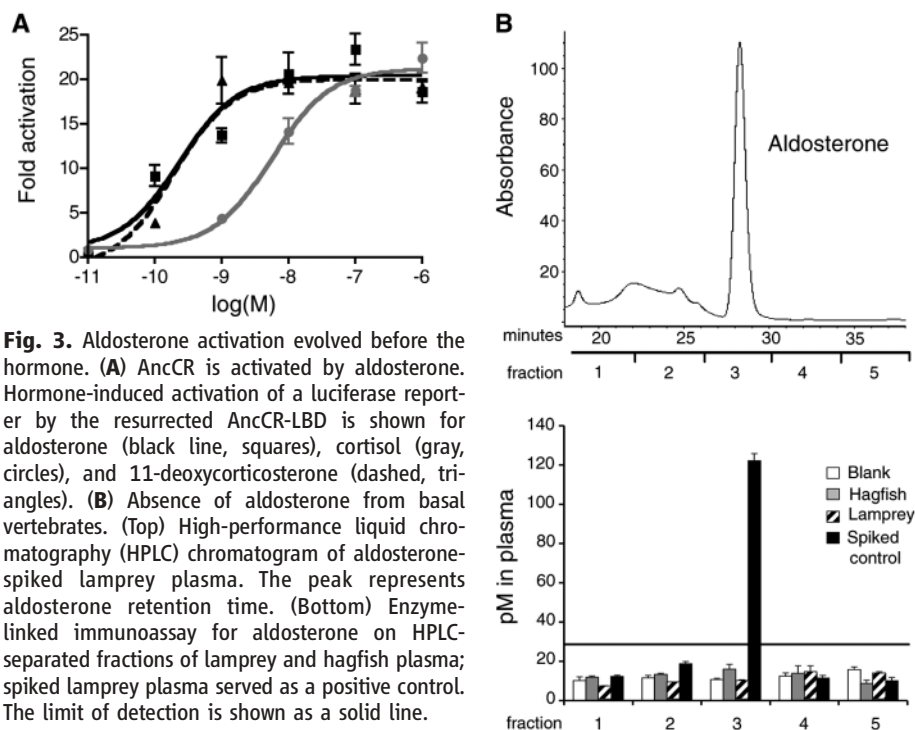 A
Fold activation
25
20
15
10
5
0
-11 -10 -9 -8 -7 -6
log(M)
Fig. 3. Aldosterone activation evolved before the
hormone. (A) AncCR is activated by aldosterone.
Hormone-induced activation of a luciferase report-
er by the resurrected AncCR-LBD is shown for
aldosterone (black line, squares), cortisol (gray,
circles), and 11-deoxycorticosterone (dashed, tri-
angles). (B) Absence of aldosterone from basal
vertebrates. (Top) High-performance liquid chro-
matography (HPLC) chromatogram of aldosterone-
spiked lamprey plasma. The peak represents
aldosterone retention time. (Bottom) Enzyme-
linked immunoassay for aldosterone on HPLC-
separated fractions of lamprey and hagfish plasma;
spiked lamprey plasma served as a positive control.
The limit of detection is shown as a solid line.
B
Absorbance
100
80
60
40
20
Aldosterone
minutes 20 25 30 35
fraction 1 2 3 4 5
pM in plasma
140
120
100
80
60
40
20
0
Blank
Hagfish
Lamprey
Spiked
control
fraction 1 2 3 4 5